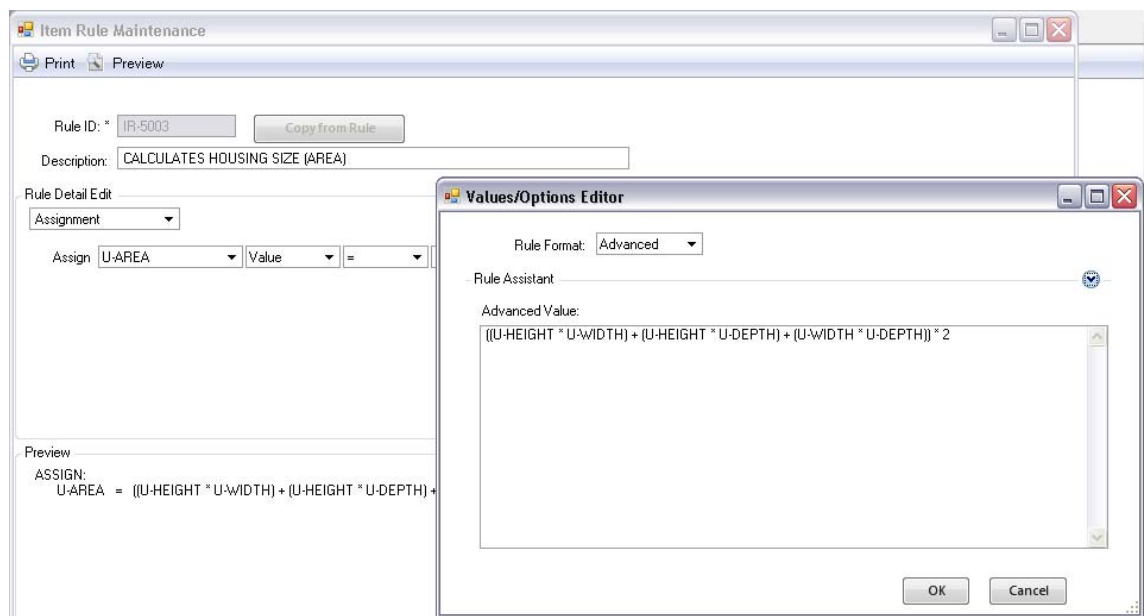 Item Rule Maintenance
Print Preview
Rule ID: * IR-5003 Copy from Rule
Description: CALCULATES HOUSING SIZE (AREA)
Rule Detail Edit
Assignment
Assign U-AREA Value =
Preview
ASSIGN:
U-AREA = ((U-HEIGHT * U-WIDTH) + (U-HEIGHT * U-DEPTH) +
Values/Options Editor
Rule Format: Advanced
Rule Assistant
Advanced Value:
((U-HEIGHT * U-WIDTH) + (U-HEIGHT * U-DEPTH) + (U-WIDTH * U-DEPTH)) * 2
OK Cancel